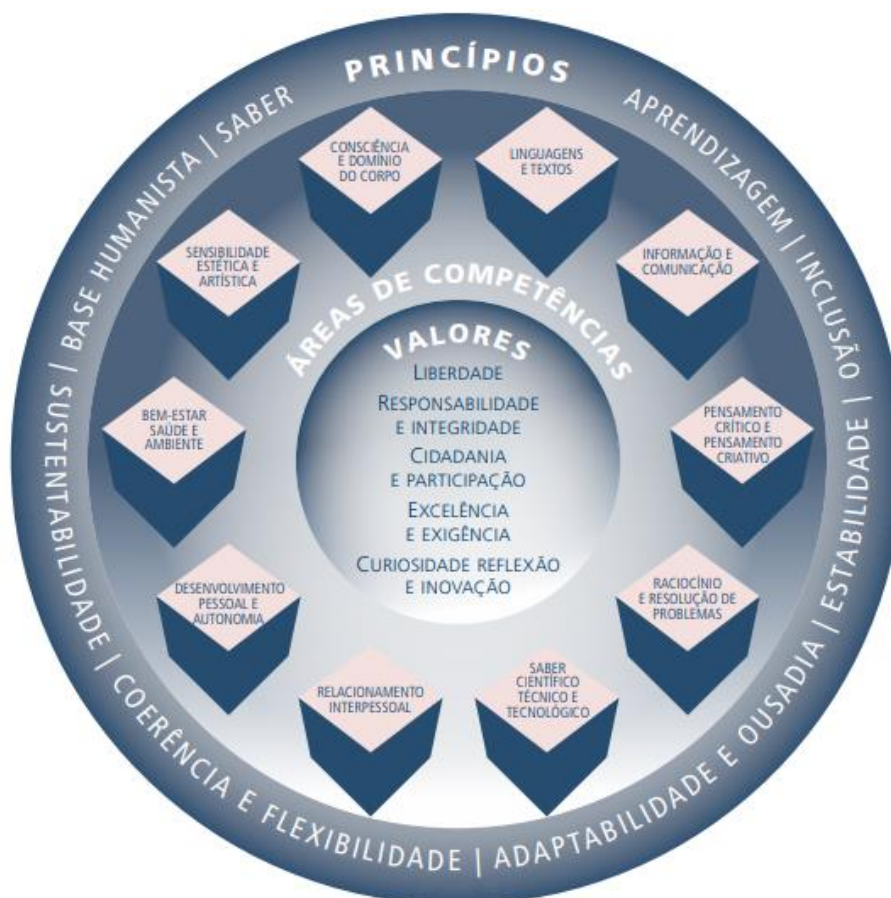 PRINCÍPIOS
BASE HUMANISTA | SABER
APRENDIZAGEM | INCLUSÃO
ESTABILIDADE |
ADAPTABILIDADE E OUSADIA |
COERÊNCIA E FLEXIBILIDADE |
SUSTENTABILIDADE |
ÁREAS DE COMPETÊNCIAS
LINGUAGENS
E TEXTOS
INFORMAÇÃO E
COMUNICAÇÃO
PENSAMENTO
CRÍTICO E
PENSAMENTO
CRIATIVO
RACIOCÍNIO
E RESOLUÇÃO DE
PROBLEMAS
SABER
CIENTÍFICO
TÉCNICO E
TECNOLÓGICO
RELACIONAMENTO
INTERPESSOAL
DESENVOLVIMENTO
PESSOAL E
AUTONOMIA
BEM-ESTAR
SAÚDE E
AMBIENTE
SENSIBILIDADE
ESTÉTICA E
ARTÍSTICA
CONSCIÊNCIA
E DOMÍNIO
DO CORPO
VALORES
LIBERDADE
RESPONSABILIDADE
E INTEGRIDADE
CIDADANIA
E PARTICIPAÇÃO
EXCELÊNCIA
E EXIGÊNCIA
CURIOSIDADE REFLEXÃO
E INOVAÇÃO